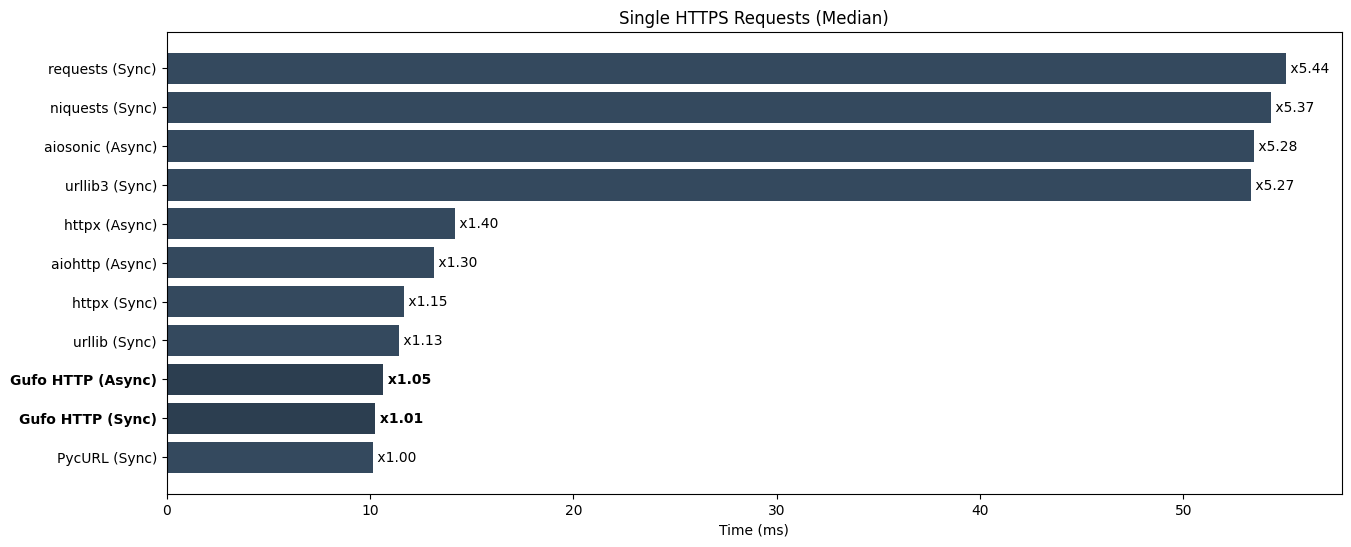 Single HTTPS Requests (Median)
requests (Sync) x5.44
niquests (Sync) x5.37
aiosonic (Async) x5.28
urllib3 (Sync) x5.27
httpx (Async) x1.40
aiohttp (Async) x1.30
httpx (Sync) x1.15
urllib (Sync) x1.13
Gufo HTTP (Async) x1.05
Gufo HTTP (Sync) x1.01
PycURL (Sync) x1.00
0 10 20 30 40 50
Time (ms)